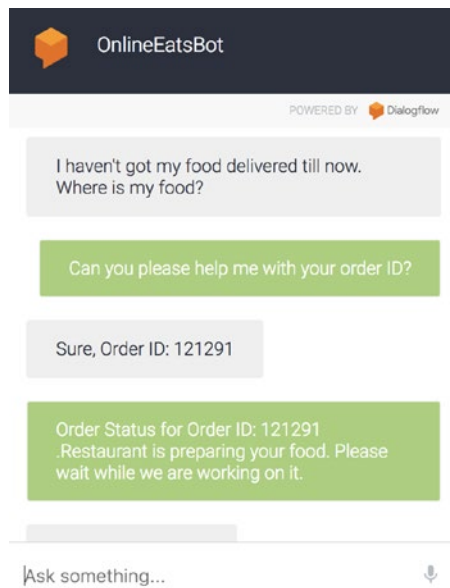 OnlineEatsBot
POWERED BY Dialogflow
I haven't got my food delivered till now.
Where is my food?
Can you please help me with your order ID?
Sure, Order ID: 121291
Order Status for Order ID: 121291
.Restaurant is preparing your food. Please
wait while we are working on it.
Ask something...